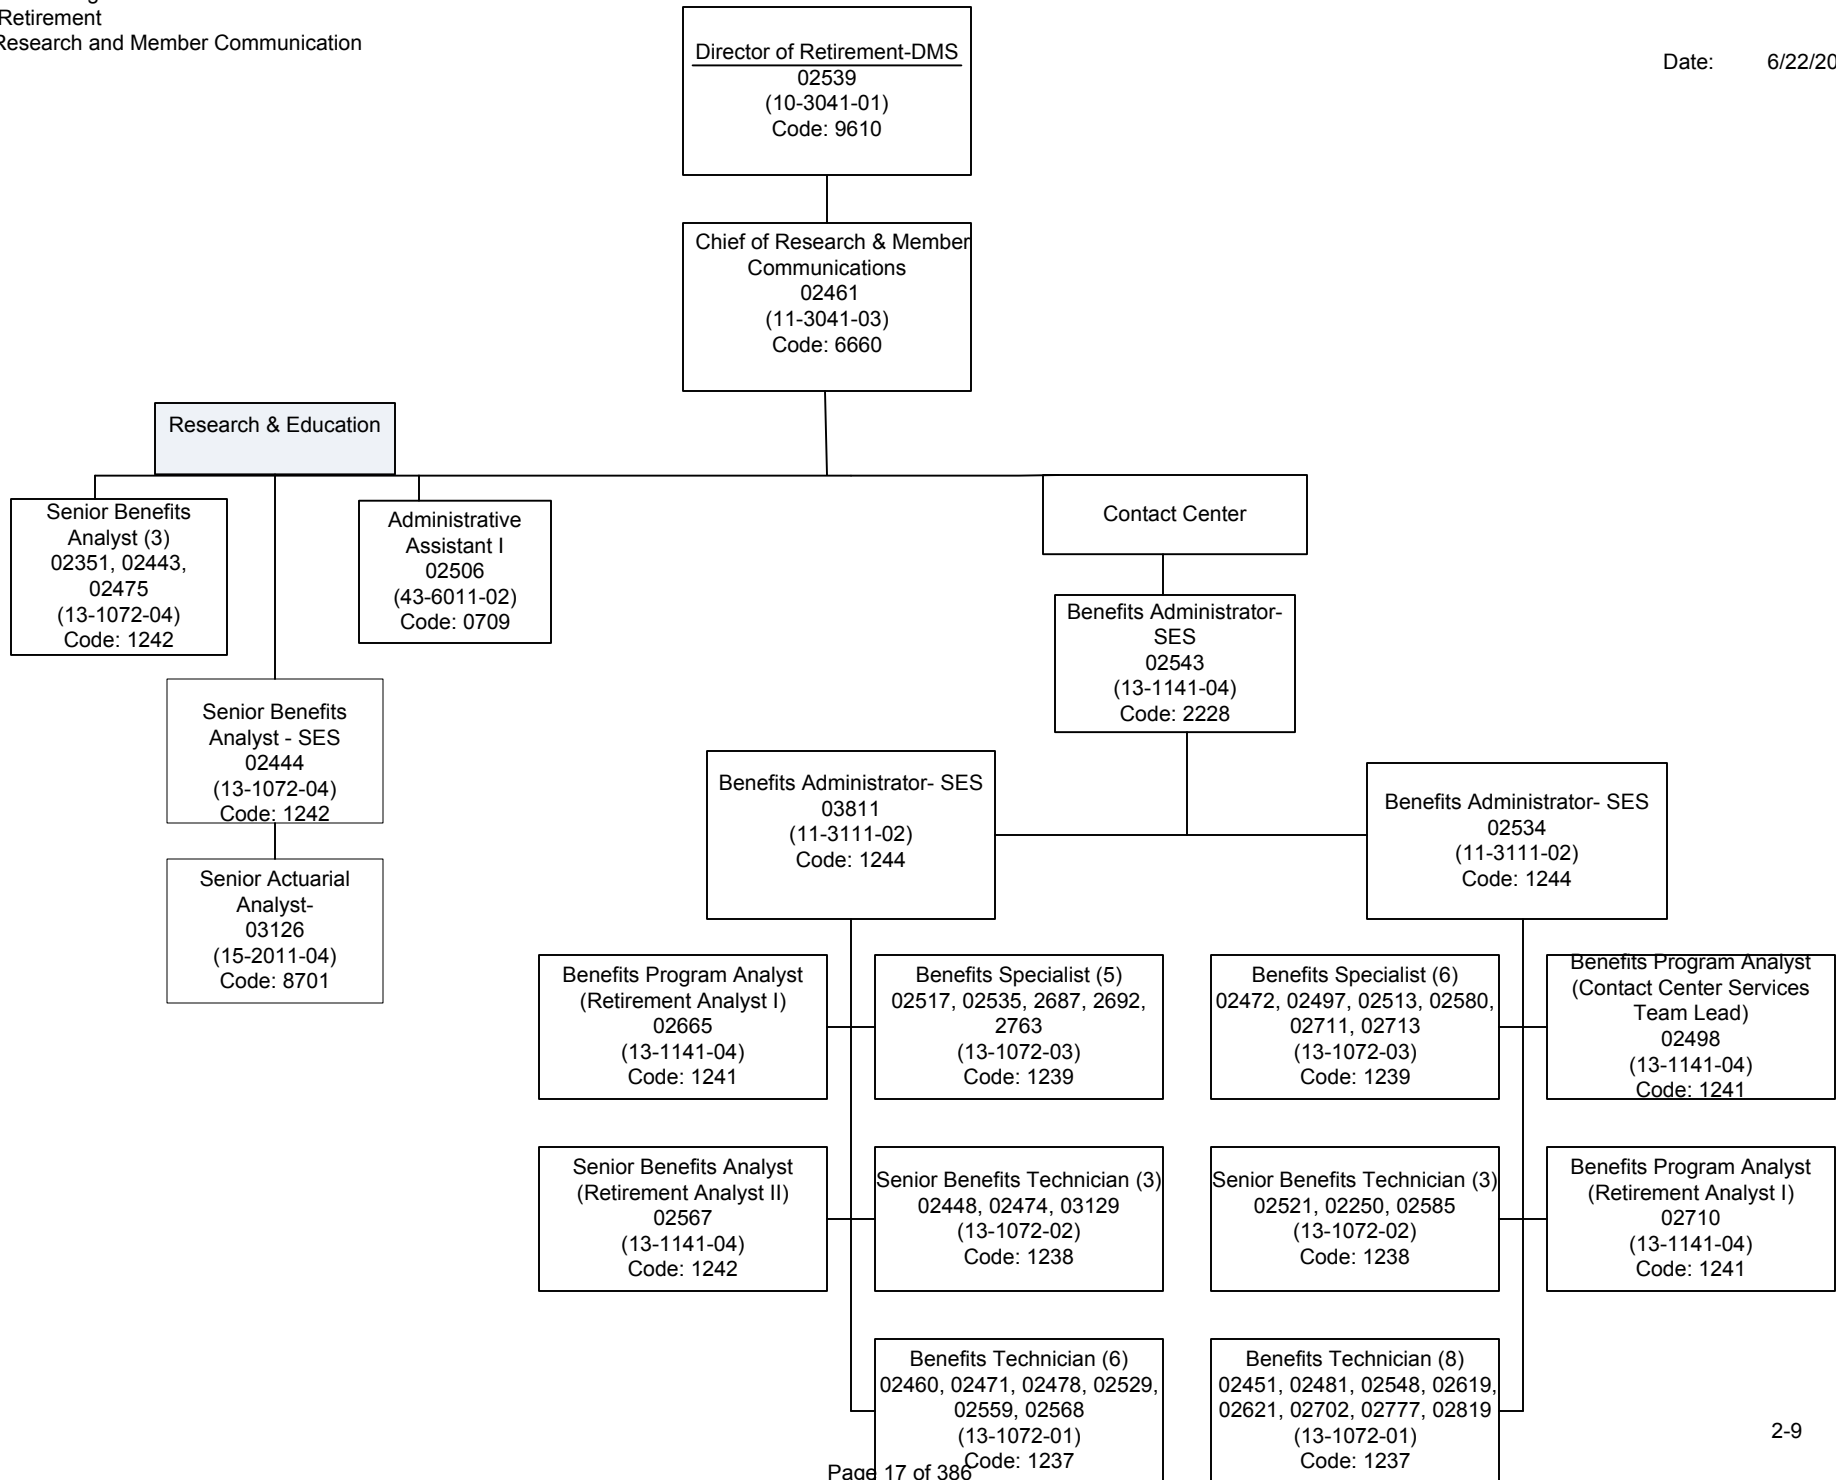 Retirement
Research and Member Communication
Date: 6/22/20
Director of Retirement-DMS
02539
(10-3041-01)
Code: 9610
Chief of Research & Member
Communications
02461
(11-3041-03)
Code: 6660
Research & Education
Senior Benefits
Analyst (3)
02351, 02443,
02475
(13-1072-04)
Code: 1242
Administrative
Assistant I
02506
(43-6011-02)
Code: 0709
Contact Center
Senior Benefits
Analyst - SES
02444
(13-1072-04)
Code: 1242
Senior Actuarial
Analyst-
03126
(15-2011-04)
Code: 8701
Benefits Administrator-
SES
02543
(13-1141-04)
Code: 2228
Benefits Administrator- SES
03811
(11-3111-02)
Code: 1244
Benefits Administrator- SES
02534
(11-3111-02)
Code: 1244
Benefits Program Analyst
(Retirement Analyst I)
02665
(13-1141-04)
Code: 1241
Benefits Specialist (5)
02517, 02535, 2687, 2692,
2763
(13-1072-03)
Code: 1239
Benefits Specialist (6)
02472, 02497, 02513, 02580,
02711, 02713
(13-1072-03)
Code: 1239
Benefits Program Analyst
(Contact Center Services
Team Lead)
02498
(13-1141-04)
Code: 1241
Senior Benefits Analyst
(Retirement Analyst II)
02567
(13-1141-04)
Code: 1242
Senior Benefits Technician (3)
02448, 02474, 03129
(13-1072-02)
Code: 1238
Senior Benefits Technician (3)
02521, 02250, 02585
(13-1072-02)
Code: 1238
Benefits Program Analyst
(Retirement Analyst I)
02710
(13-1141-04)
Code: 1241
Benefits Technician (6)
02460, 02471, 02478, 02529,
02559, 02568
(13-1072-01)
Code: 1237
Benefits Technician (8)
02451, 02481, 02548, 02619,
02621, 02702, 02777, 02819
(13-1072-01)
Code: 1237
2-9
Page 17 of 386